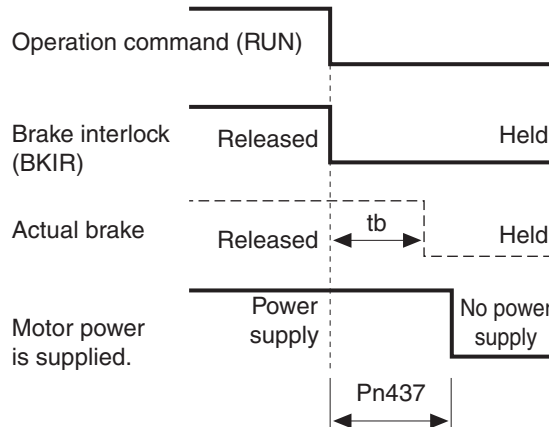 Operation command (RUN)
Brake interlock
(BKIR)
Released
Held
Actual brake
Released
tb
Held
Motor power
is supplied.
Power
supply
No power
supply
Pn437